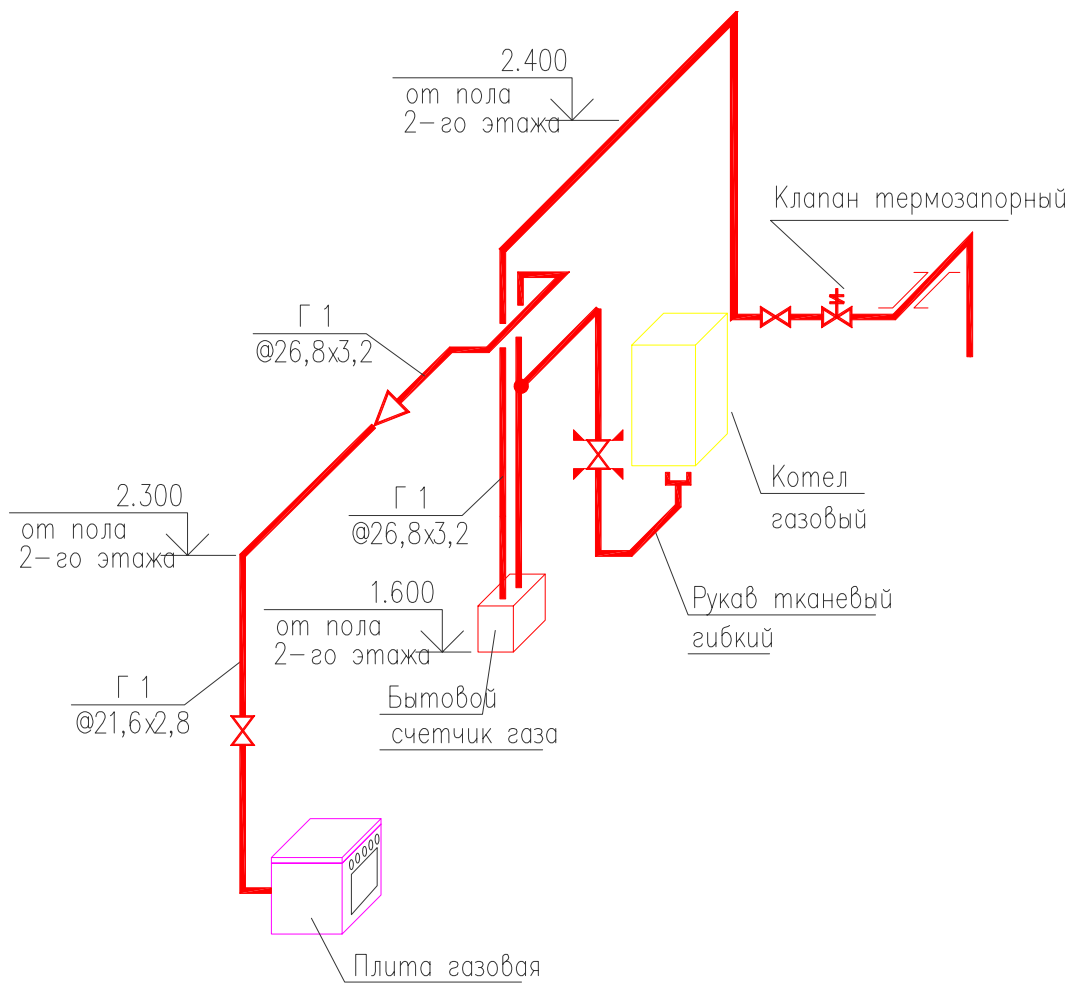 2.400
от пола
2-го этажа
Клапан термозапорный
Г 1
@26,8х3,2
2.300
от пола
2-го этажа
Г 1
@26,8х3,2
Котел
газовый
1.600
от пола
2-го этажа
Рукав тканевый
гибкий
Г 1
@21,6х2,8
Бытовой
счетчик газа
Плита газовая